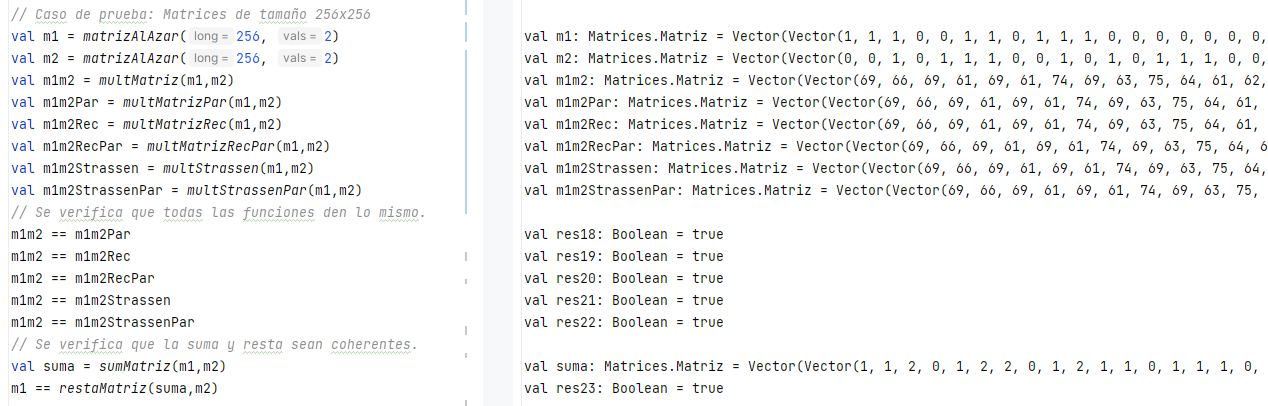 // Caso de prueba: Matrices de tamaño 256x256
val m1 = matrizAlAzar( long = 256, vals = 2)
val m1: Matrices.Matriz = Vector(Vector(1, 1, 1, 0, 0, 1, 1, 0, 1, 1, 1, 0, 0, 0, 0, 0, 0,
val m2 = matrizAlAzar( long = 256, vals = 2)
val m2: Matrices.Matriz = Vector(Vector(0, 0, 1, 0, 1, 1, 1, 0, 0, 1, 0, 1, 0, 1, 1, 1, 0, 0,
val m1m2 = multMatriz(m1,m2)
val m1m2: Matrices.Matriz = Vector(Vector(69, 66, 69, 61, 69, 61, 74, 69, 63, 75, 64, 61, 62,
val m1m2Par = multMatrizPar(m1,m2)
val m1m2Par: Matrices.Matriz = Vector(Vector(69, 66, 69, 61, 69, 61, 74, 69, 63, 75, 64, 61,
val m1m2Rec = multMatrizRec(m1,m2)
val m1m2Rec: Matrices.Matriz = Vector(Vector(69, 66, 69, 61, 69, 61, 74, 69, 63, 75, 64, 61,
val m1m2RecPar = multMatrizRecPar(m1,m2)
val m1m2RecPar: Matrices.Matriz = Vector(Vector(69, 66, 69, 61, 69, 61, 74, 69, 63, 75, 64, 6
val m1m2Strassen = multStrassen(m1,m2)
val m1m2Strassen: Matrices.Matriz = Vector(Vector(69, 66, 69, 61, 69, 61, 74, 69, 63, 75, 64,
val m1m2StrassenPar = multStrassenPar(m1,m2)
val m1m2StrassenPar: Matrices.Matriz = Vector(Vector(69, 66, 69, 61, 69, 61, 74, 69, 63, 75,
// Se verifica que todas las funciones den lo mismo.
m1m2 == m1m2Par
val res18: Boolean = true
m1m2 == m1m2Rec
val res19: Boolean = true
m1m2 == m1m2RecPar
val res20: Boolean = true
m1m2 == m1m2Strassen
val res21: Boolean = true
m1m2 == m1m2StrassenPar
val res22: Boolean = true
// Se verifica que la suma y resta sean coherentes.
val suma = sumMatriz(m1,m2)
val suma: Matrices.Matriz = Vector(Vector(1, 1, 2, 0, 1, 2, 2, 0, 1, 2, 1, 1, 0, 1, 1, 1, 0,
m1 == restaMatriz(suma,m2)
val res23: Boolean = true